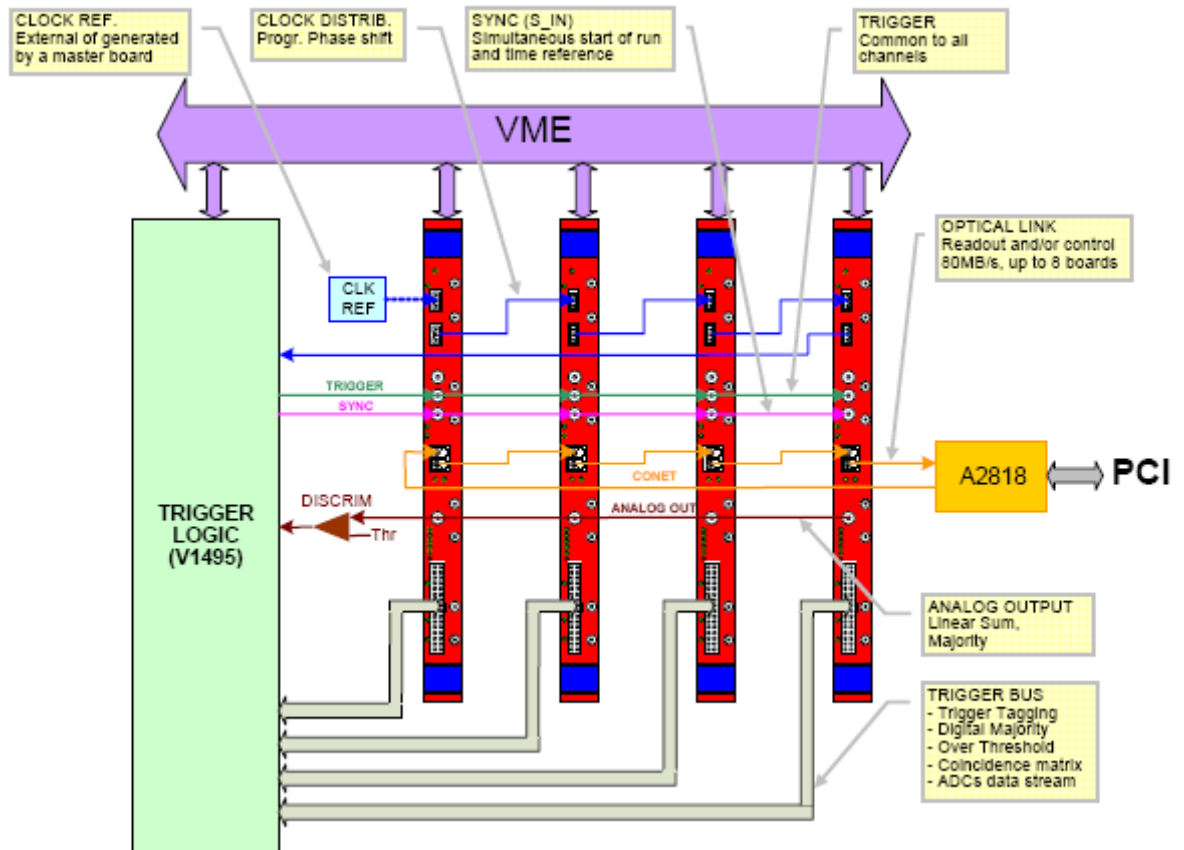 CLOCK REF.
External of generated
by a master board
CLOCK DISTRIB.
Progr. Phase shift
SYNC (S_IN)
Simultaneous start of run
and time reference
TRIGGER
Common to all
channels
VME
OPTICAL LINK
Readout and/or control
80MB/s, up to 8 boards
CLK
REF
TRIGGER
SYNC
CONET
A2818
PCI
DISCRIM
ANALOG OUT
Thr
TRIGGER
LOGIC
(V1495)
ANALOG OUTPUT
Linear Sum,
Majority
TRIGGER BUS
- Trigger Tagging
- Digital Majority
- Over Threshold
- Coincidence matrix
- ADCs data stream